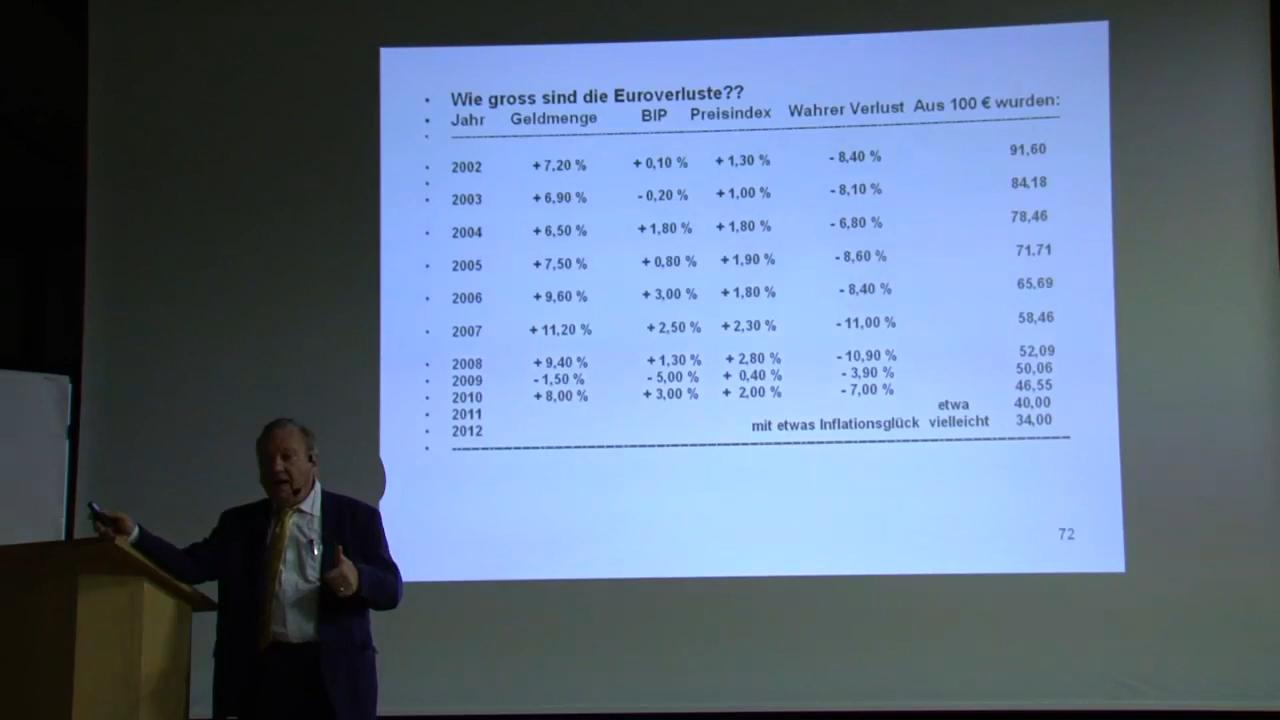 • Wie gross sind die Euroverluste??
• Jahr Geldmenge BIP Preisindex Wahrer Verlust Aus 100 € wurden:
• 2002 +7,20 % +0,10 % +1,30 % -8,40 % 91,60
• 2003 +6,90 % -0,20 % +1,00 % -8,10 % 84,18
• 2004 +6,50 % +1,80 % +1,80 % -6,80 % 78,46
• 2005 +7,50 % +0,80 % +1,90 % -8,60 % 71,71
• 2006 +9,60 % +3,00 % +1,80 % -8,40 % 65,69
• 2007 +11,20 % +2,50 % +2,30 % -11,00 % 58,46
• 2008 +9,40 % +1,30 % +2,80 % -10,90 % 52,09
• 2009 -1,50 % -5,00 % +0,40 % -3,90 % 50,06
• 2010 +8,00 % +3,00 % +2,00 % -7,00 % 46,55
• 2011 etwa 40,00
• 2012 mit etwas Inflationsglück vielleicht 34,00
72